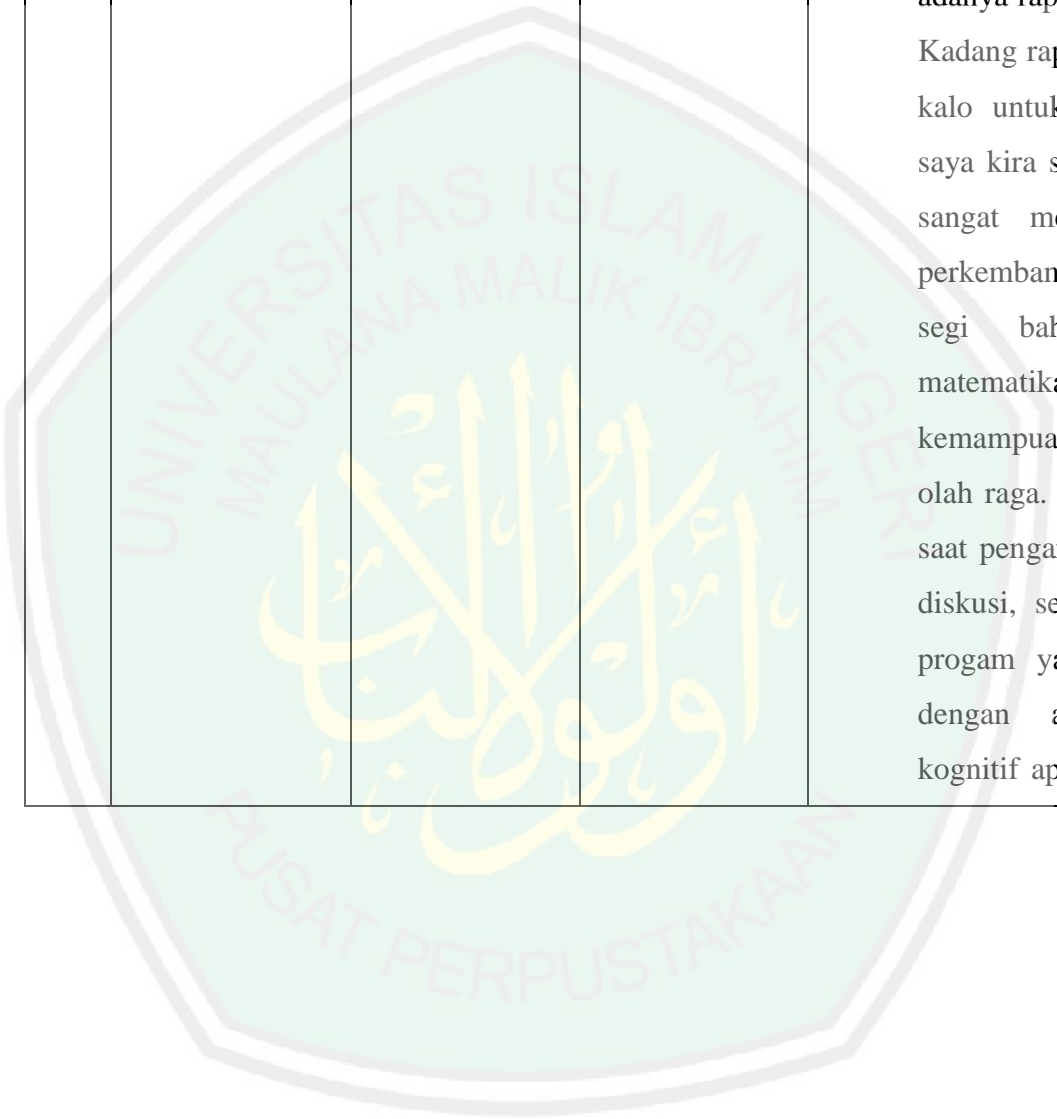 adanya rap
Kadang rap
kalo untuk
saya kira s
sangat me
perkemban
segi bah
matematika
kemampua
olah raga.
saat penga
diskusi, se
progam ya
dengan a
kognitif ap
UNIVERSITAS ISLAM NEGERI
MAULANA MALIK IBRAHIM
PUSAT PERPUSTAKAAN